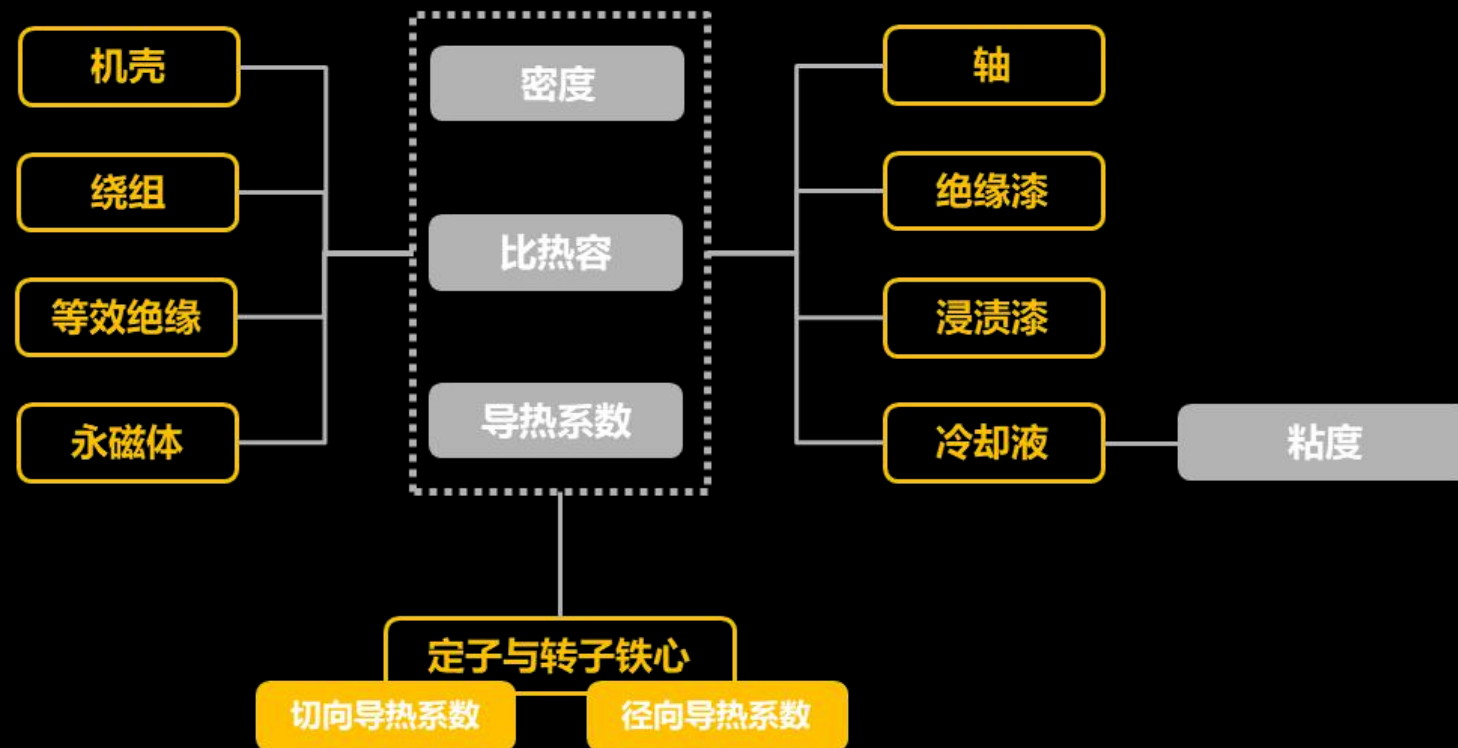 机壳
绕组
等效绝缘
永磁体
密度
比热容
导热系数
轴
绝缘漆
浸渍漆
冷却液
粘度
定子与转子铁心
切向导热系数
径向导热系数